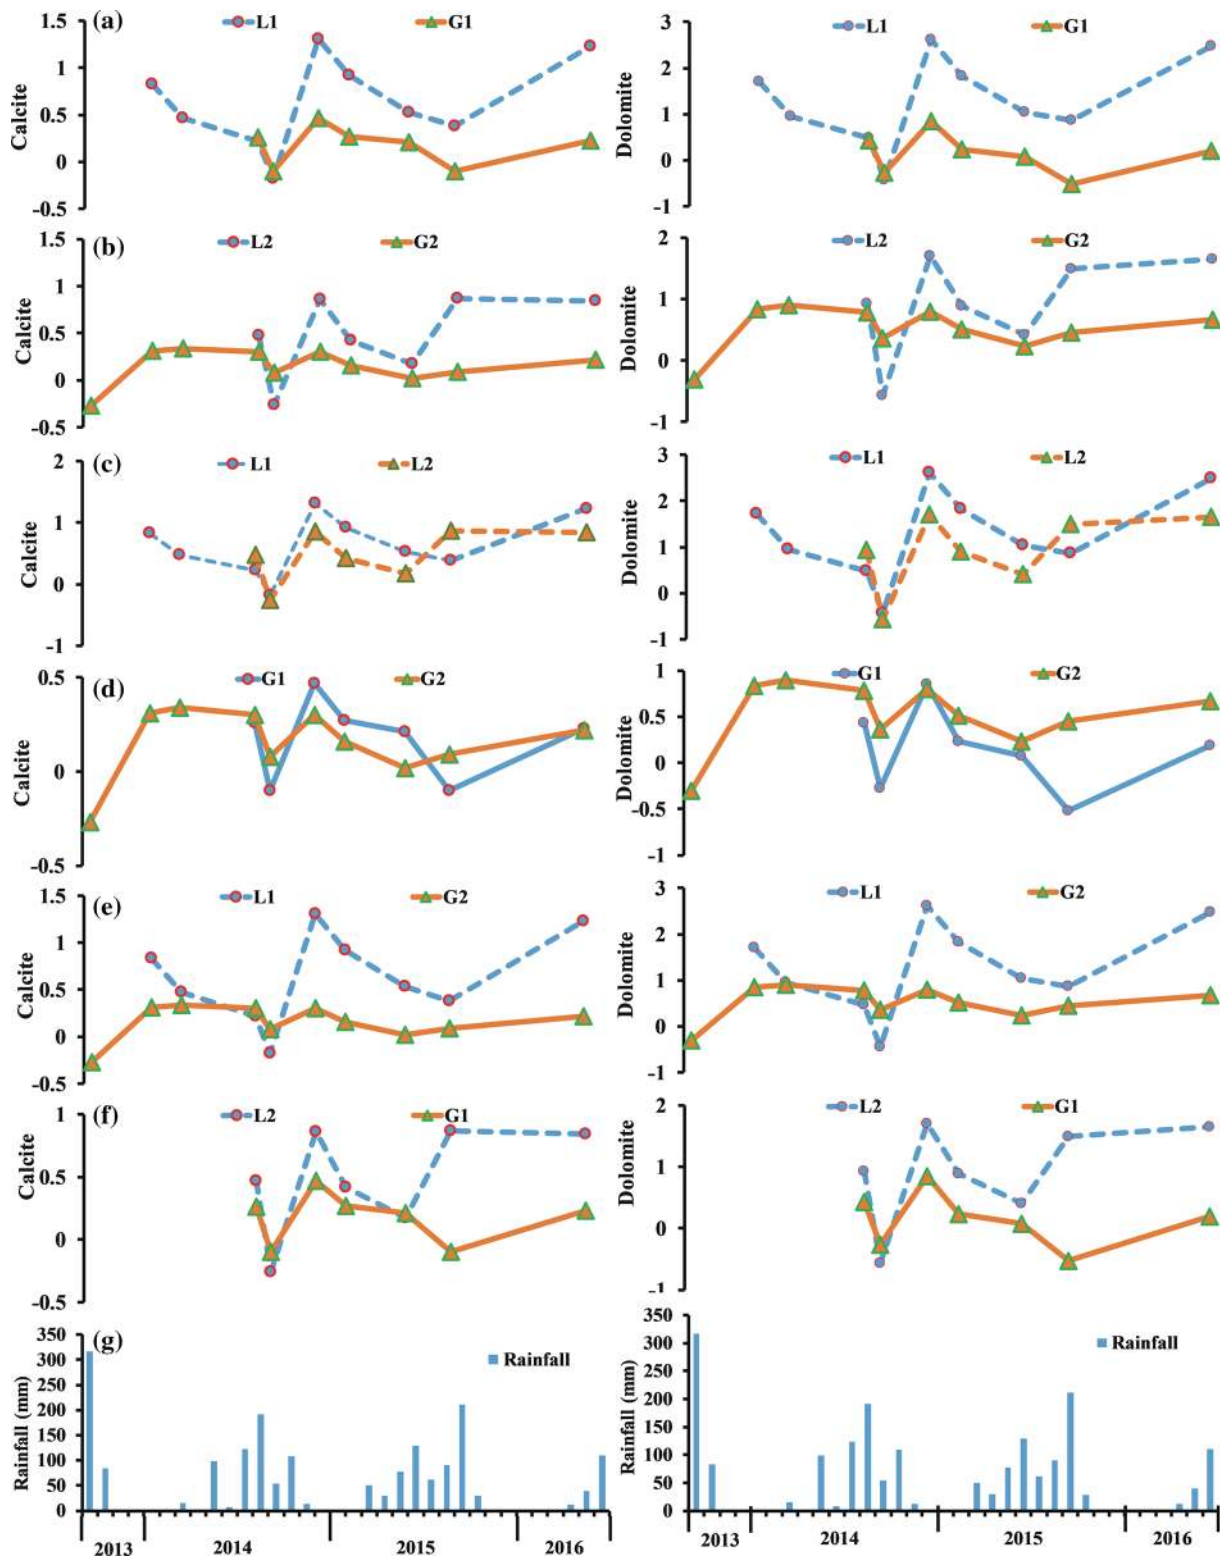 (a)
L1 G1
Calcite
1.5
1
0.5
0
-0.5
L1 G1
Dolomite
3
2
1
0
-1
(b)
L2 G2
Calcite
1.5
1
0.5
0
-0.5
L2 G2
Dolomite
2
1
0
-1
(c)
L1 L2
Calcite
2
1
0
-1
L1 L2
Dolomite
3
2
1
0
-1
(d)
G1 G2
Calcite
0.5
0
-0.5
G1 G2
Dolomite
1
0.5
0
-0.5
-1
(e)
L1 G2
Calcite
1.5
1
0.5
0
-0.5
L1 G2
Dolomite
3
2
1
0
-1
(f)
L2 G1
Calcite
1
0.5
0
-0.5
L2 G1
Dolomite
2
1
0
-1
(g)
Rainfall
Rainfall (mm)
350
300
250
200
150
100
50
0
2013 2014 2015 2016
Rainfall
Rainfall (mm)
350
300
250
200
150
100
50
0
2013 2014 2015 2016